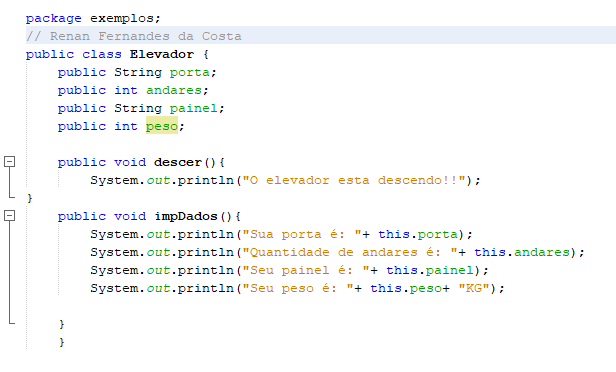 package exemplos;
// Renan Fernandes da Costa
public class Elevador {
    public String porta;
    public int andares;
    public String painel;
    public int peso;

    public void descer(){
        System.out.println("O elevador esta descendo!!");
}
    public void impDados(){
        System.out.println("Sua porta é: "+ this.porta);
        System.out.println("Quantidade de andares é: "+ this.andares);
        System.out.println("Seu painel é: "+ this.painel);
        System.out.println("Seu peso é: "+ this.peso+ "KG");

    }
    }